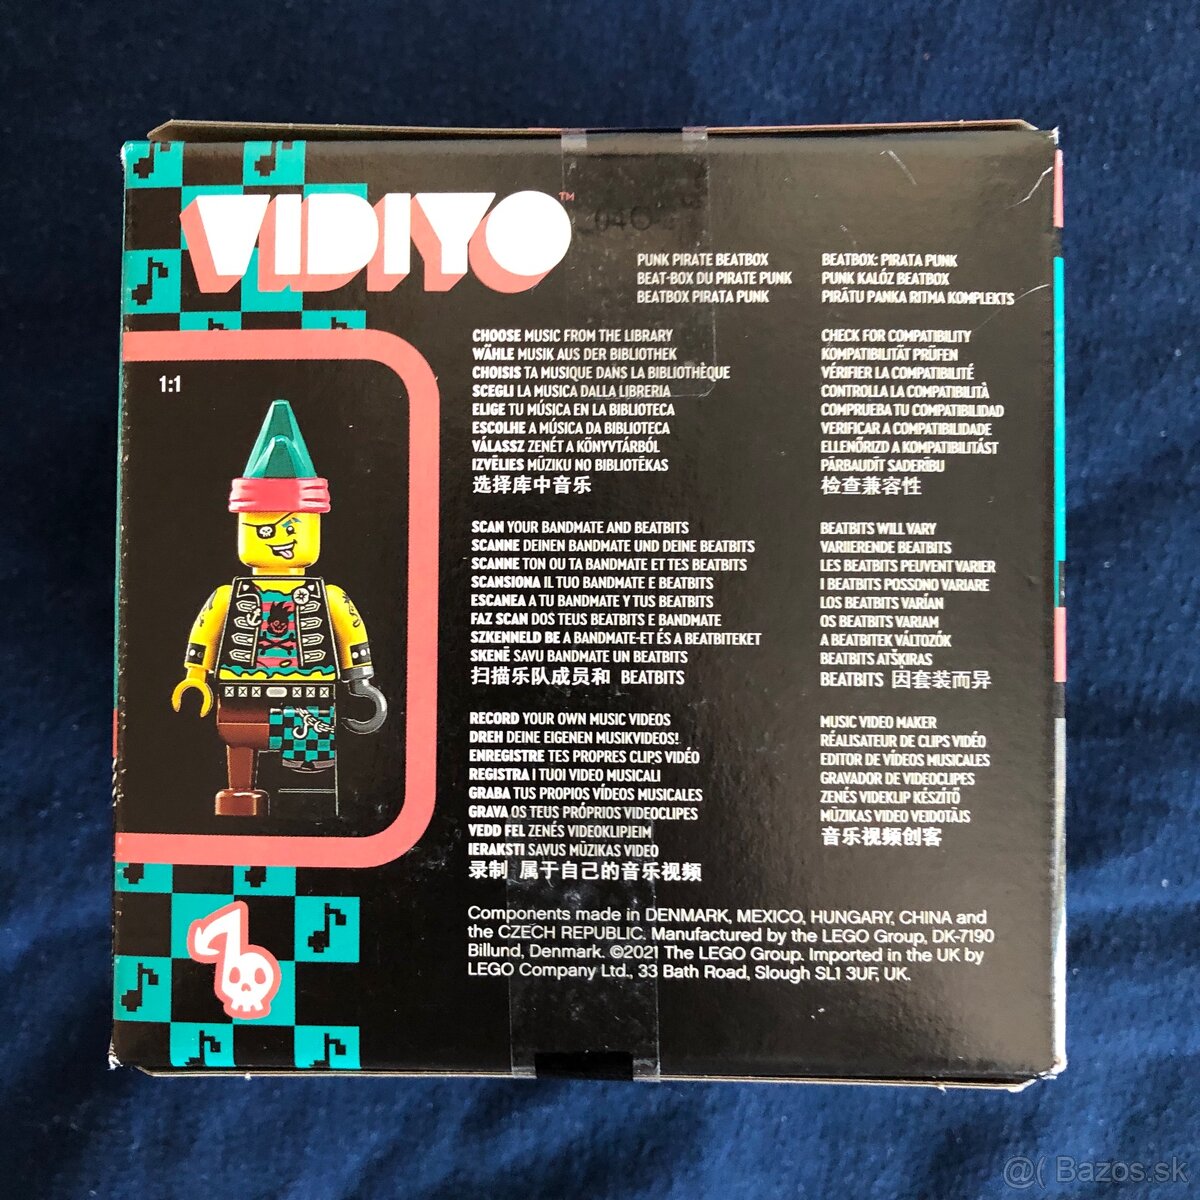 VIDIYO™
PUNK PIRATE BEATBOX
BEAT-BOX DU PIRATE PUNK
BEATBOX PIRATA PUNK
BEATBOX: PIRATA PUNK
PUNK KALÓZ BEATBOX
PIRĀTU PANKA RITMA KOMPLEKTS
1:1
CHOOSE MUSIC FROM THE LIBRARY
WÄHLE MUSIK AUS DER BIBLIOTHEK
CHOISIS TA MUSIQUE DANS LA BIBLIOTHÈQUE
SCEGLI LA MUSICA DALLA LIBRERIA
ELIGE TU MÚSICA EN LA BIBLIOTECA
ESCOLHE A MÚSICA DA BIBLIOTECA
VÁLASSZ ZENÉT A KÖNYVTÁRBÓL
IZVĒLIES MŪZIKU NO BIBLIOTĒKAS
选择库中音乐
CHECK FOR COMPATIBILITY
KOMPATIBILITÄT PRÜFEN
VÉRIFIER LA COMPATIBILITÉ
CONTROLLA LA COMPATIBILITÀ
COMPRUEBA TU COMPATIBILIDAD
VERIFICAR A COMPATIBILIDADE
ELLENŐRIZD A KOMPATIBILITÁST
PĀRBAUDĪT SADERĪBU
检查兼容性
SCAN YOUR BANDMATE AND BEATBITS
SCANNE DEINEN BANDMATE UND DEINE BEATBITS
SCANNE TON OU TA BANDMATE ET TES BEATBITS
SCANSIONA IL TUO BANDMATE E BEATBITS
ESCANEA A TU BANDMATE Y TUS BEATBITS
FAZ SCAN DOS TEUS BEATBITS E BANDMATE
SZKENNELD BE A BANDMATE-ET ÉS A BEATBITEKET
SKENĒ SAVU BANDMATE UN BEATBITS
扫描乐队成员和 BEATBITS
BEATBITS WILL VARY
VARIIERENDE BEATBITS
LES BEATBITS PEUVENT VARIER
I BEATBITS POSSONO VARIARE
LOS BEATBITS VARÍAN
OS BEATBITS VARIAM
A BEATBITEK VÁLTOZÓK
BEATBITS ATŠĶIRAS
BEATBITS 因套装而异
RECORD YOUR OWN MUSIC VIDEOS
DREH DEINE EIGENEN MUSIKVIDEOS!
ENREGISTRE TES PROPRES CLIPS VIDÉO
REGISTRA I TUOI VIDEO MUSICALI
GRABA TUS PROPIOS VÍDEOS MUSICALES
GRAVA OS TEUS PRÓPRIOS VIDEOCLIPES
VEDD FEL ZENÉS VIDEOKLIPJEIM
IERAKSTI SAVUS MŪZIKAS VIDEO
录制 属于自己的音乐视频
MUSIC VIDEO MAKER
RÉALISATEUR DE CLIPS VIDÉO
EDITOR DE VÍDEOS MUSICALES
GRAVADOR DE VIDEOCLIPES
ZENÉS VIDEKLIP KÉSZÍTŐ
MŪZIKAS VIDEO VEIDOTĀJS
音乐视频创客
Components made in DENMARK, MEXICO, HUNGARY, CHINA and
the CZECH REPUBLIC. Manufactured by the LEGO Group, DK-7190
Billund, Denmark. ©2021 The LEGO Group. Imported in the UK by
LEGO Company Ltd., 33 Bath Road, Slough SL1 3UF, UK.
@( Bazos.sk